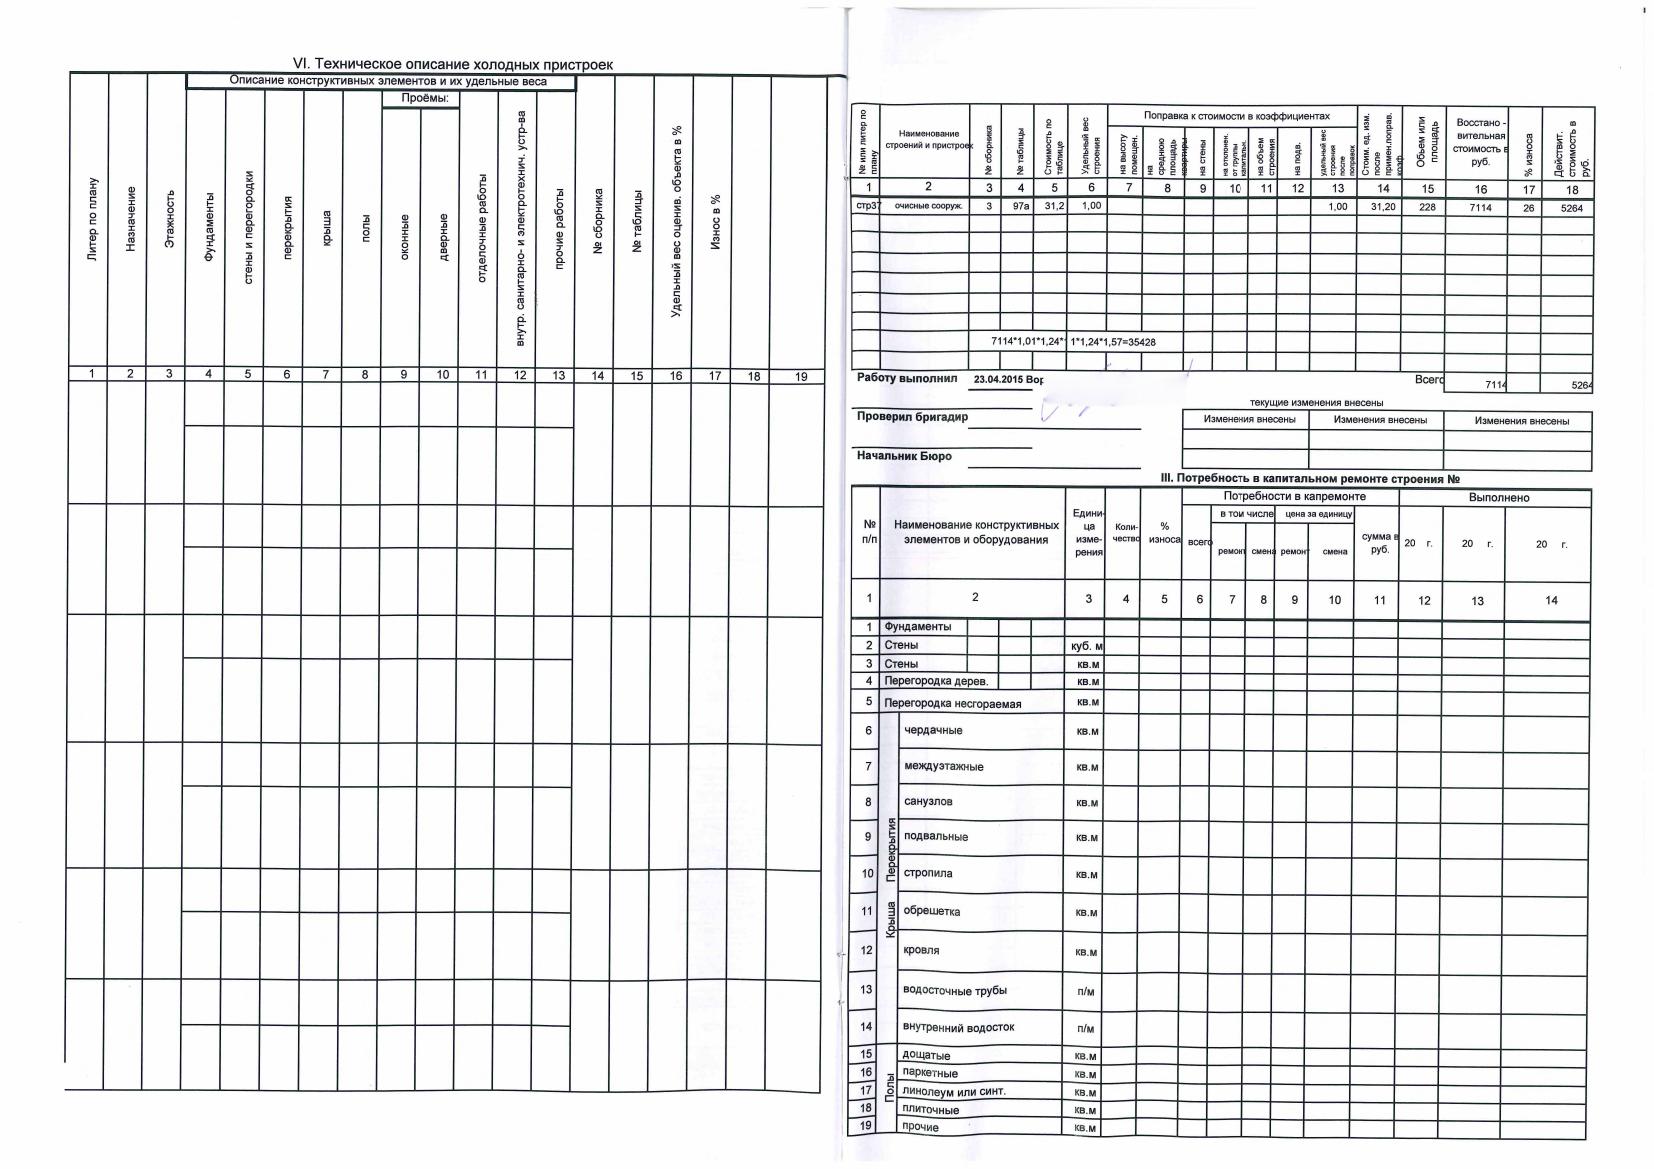 VI. Техническое описание холодных пристроек
Описание конструктивных элементов и их удельные веса
Проёмы:
Литер по плану
Назначение
Этажность
Фундаменты
стены и перегородки
перекрытия
крыша
полы
оконные
дверные
отделочные работы
внутр. санитарно- и электротехнич. устр-ва
прочие работы
№ сборника
№ таблицы
Удельный вес оценив. объекта в %
Износ в %
1 2 3 4 5 6 7 8 9 10 11 12 13 14 15 16 17 18 19
№ или литер по плану
Наименование строений и пристроек
№ сборника
№ таблицы
Стоимость по таблице
Удельный вес строения
Поправка к стоимости в коэффициентах
на высоту помещен.
на среднюю площадь квартиры
на стены
на отклонен. от группы капитальн.
на объем строения
на подв.
удельный вес строения после поправок
Стоим. ед. изм. после примен.поправ. коэф.
Объем или площадь
Восстано - вительная стоимость в руб.
% износа
Действит. стоимость в руб.
1 2 3 4 5 6 7 8 9 10 11 12 13 14 15 16 17 18
стр37 очисные сооруж. 3 97а 31,2 1,00 1,00 31,20 228 7114 26 5264
7114*1,01*1,24* 1*1,24*1,57=35428
Работу выполнил 23.04.2015 Вор
Всего 7114 5264
текущие изменения внесены
Проверил бригадир
Изменения внесены Изменения внесены Изменения внесены
Начальник Бюро
III. Потребность в капитальном ремонте строения №
№ п/п
Наименование конструктивных элементов и оборудования
Едини- ца изме- рения
Коли- чество
% износа
Потребности в капремонте
всего
в том числе
ремонт смена
цена за единицу
ремонт смена
сумма в руб.
Выполнено
20 г. 20 г. 20 г.
1 2 3 4 5 6 7 8 9 10 11 12 13 14
1 Фундаменты
2 Стены куб. м
3 Стены кв.м
4 Перегородка дерев. кв.м
5 Перегородка несгораемая кв.м
Перекрытия
6 чердачные кв.м
7 междуэтажные кв.м
8 санузлов кв.м
9 подвальные кв.м
Крыша
10 стропила кв.м
11 обрешетка кв.м
12 кровля кв.м
13 водосточные трубы п/м
14 внутренний водосток п/м
Полы
15 дощатые кв.м
16 паркетные кв.м
17 линолеум или синт. кв.м
18 плиточные кв.м
19 прочие кв.м